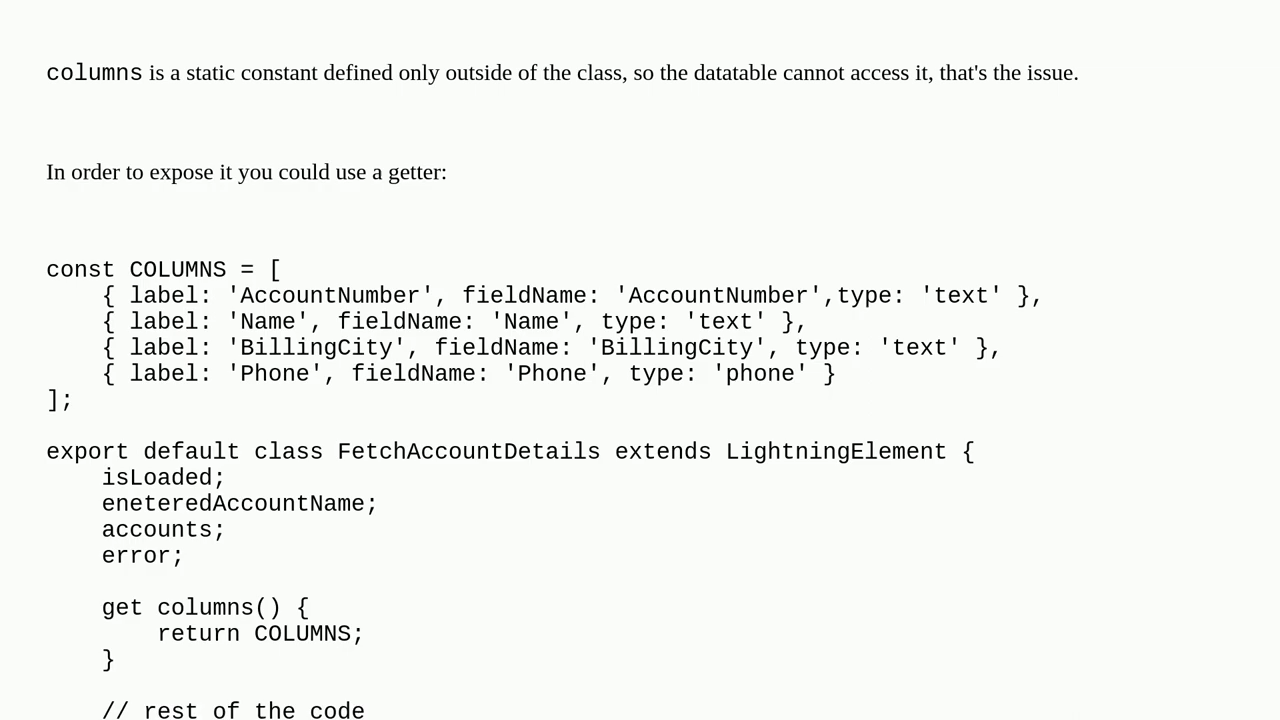 columns is a static constant defined only outside of the class, so the datatable cannot access it, that's the issue.
In order to expose it you could use a getter:
const COLUMNS = [
    { label: 'AccountNumber', fieldName: 'AccountNumber',type: 'text' },
    { label: 'Name', fieldName: 'Name', type: 'text' },
    { label: 'BillingCity', fieldName: 'BillingCity', type: 'text' },
    { label: 'Phone', fieldName: 'Phone', type: 'phone' }
];
export default class FetchAccountDetails extends LightningElement {
    isLoaded;
    eneteredAccountName;
    accounts;
    error;
    get columns() {
        return COLUMNS;
    }
    // rest of the code